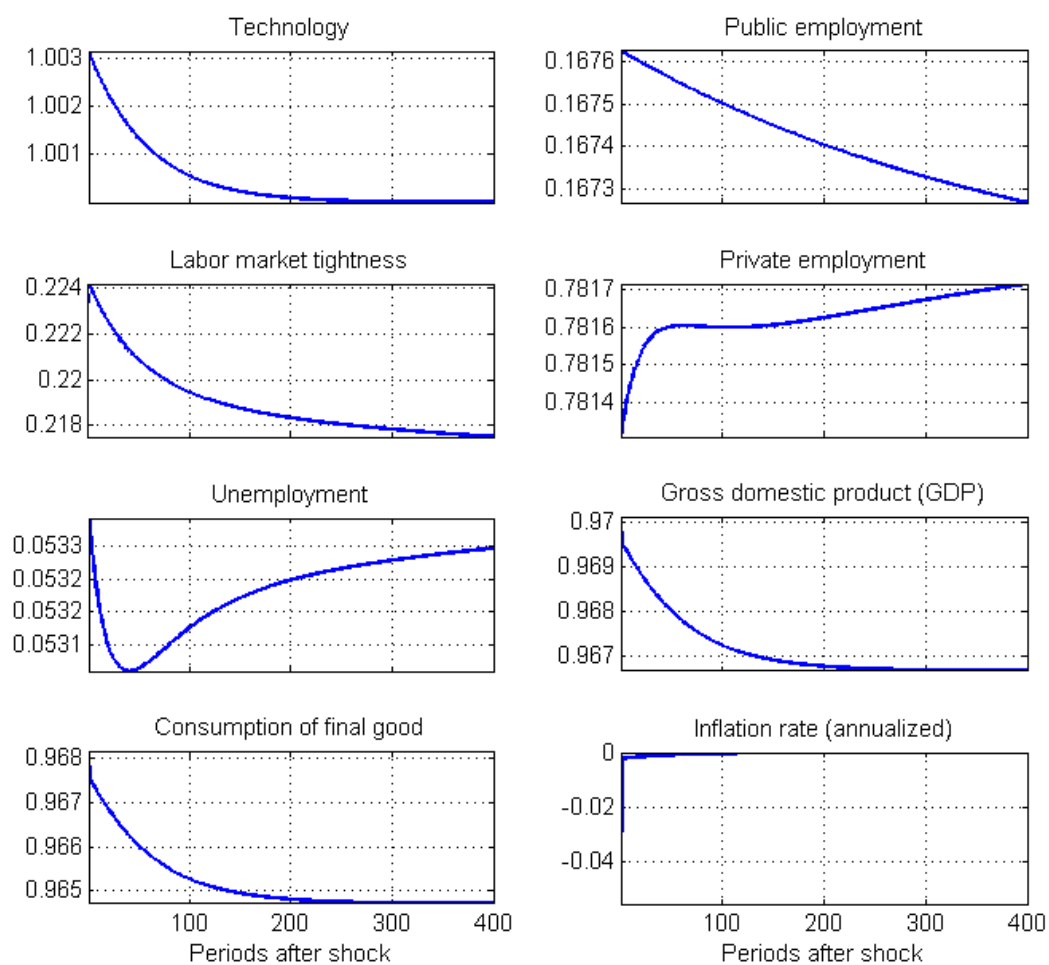 Technology
1.003
1.002
1.001
Public employment
0.1676
0.1675
0.1674
0.1673
Labor market tightness
0.224
0.222
0.22
0.218
Private employment
0.7817
0.7816
0.7815
0.7814
Unemployment
0.0533
0.0532
0.0532
0.0531
Gross domestic product (GDP)
0.97
0.969
0.968
0.967
Consumption of final good
0.968
0.967
0.966
0.965
100 200 300 400
Periods after shock
Inflation rate (annualized)
0
-0.02
-0.04
100 200 300 400
Periods after shock